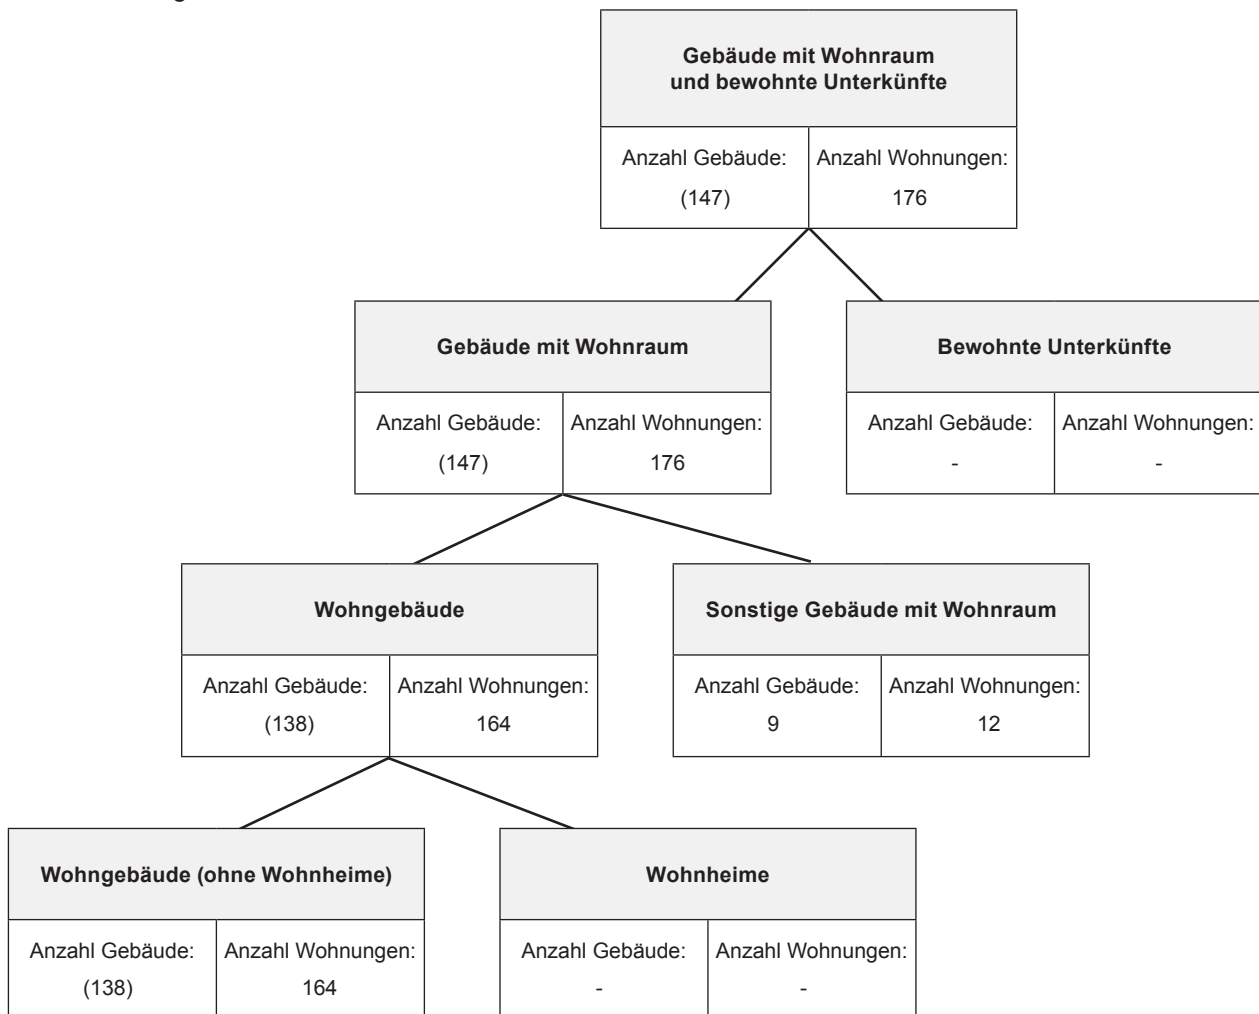 Gebäude mit Wohnraum
und bewohnte Unterkünfte
Anzahl Gebäude: Anzahl Wohnungen:
(147) 176
Gebäude mit Wohnraum
Bewohnte Unterkünfte
Anzahl Gebäude: Anzahl Wohnungen:
(147) 176
Anzahl Gebäude: Anzahl Wohnungen:
- -
Wohngebäude
Sonstige Gebäude mit Wohnraum
Anzahl Gebäude: Anzahl Wohnungen:
(138) 164
Anzahl Gebäude: Anzahl Wohnungen:
9 12
Wohngebäude (ohne Wohnheime)
Wohnheime
Anzahl Gebäude: Anzahl Wohnungen:
(138) 164
Anzahl Gebäude: Anzahl Wohnungen:
- -